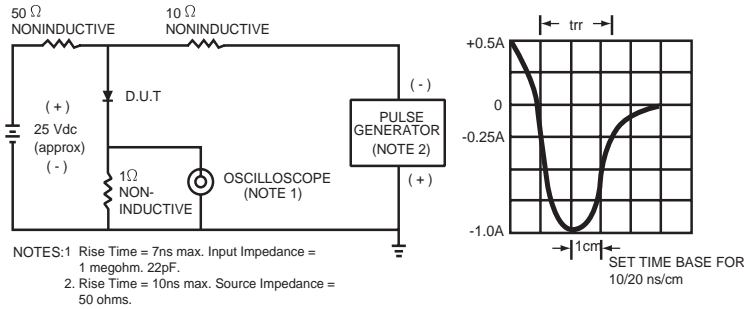 50 Ω
NONINDUCTIVE
10 Ω
NONINDUCTIVE
D.U.T
(+)
25 Vdc
(approx)
(-)
1Ω
NON-
INDUCTIVE
OSCILLOSCOPE
(NOTE 1)
(-)
PULSE
GENERATOR
(NOTE 2)
(+)
NOTES:1 Rise Time = 7ns max. Input Impedance =
1 megohm. 22pF.
2. Rise Time = 10ns max. Source Impedance =
50 ohms.
trr
+0.5A
0
-0.25A
-1.0A
1cm
SET TIME BASE FOR
10/20 ns/cm